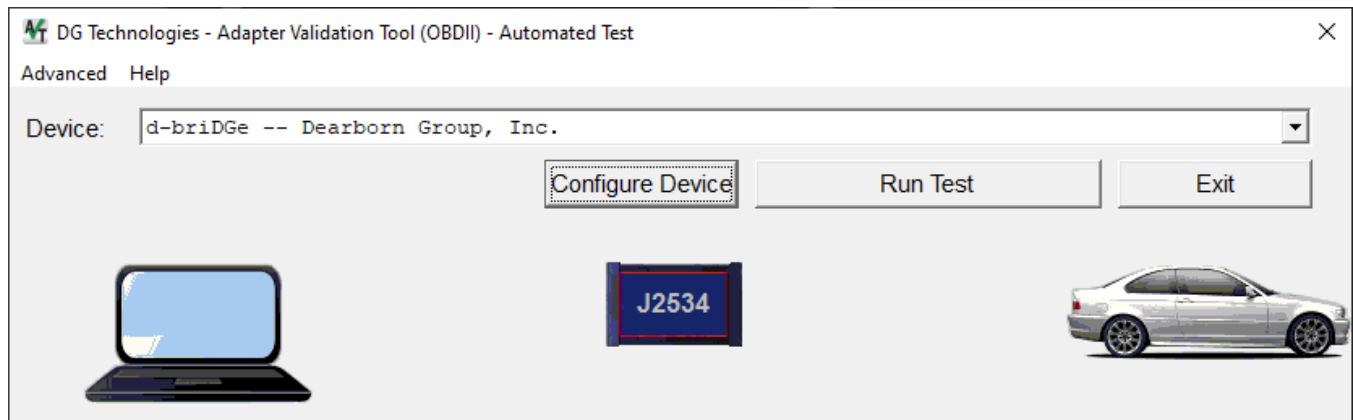 DG Technologies - Adapter Validation Tool (OBDII) - Automated Test
Advanced Help
Device: d-briDGe -- Dearborn Group, Inc.
Configure Device Run Test Exit
J2534